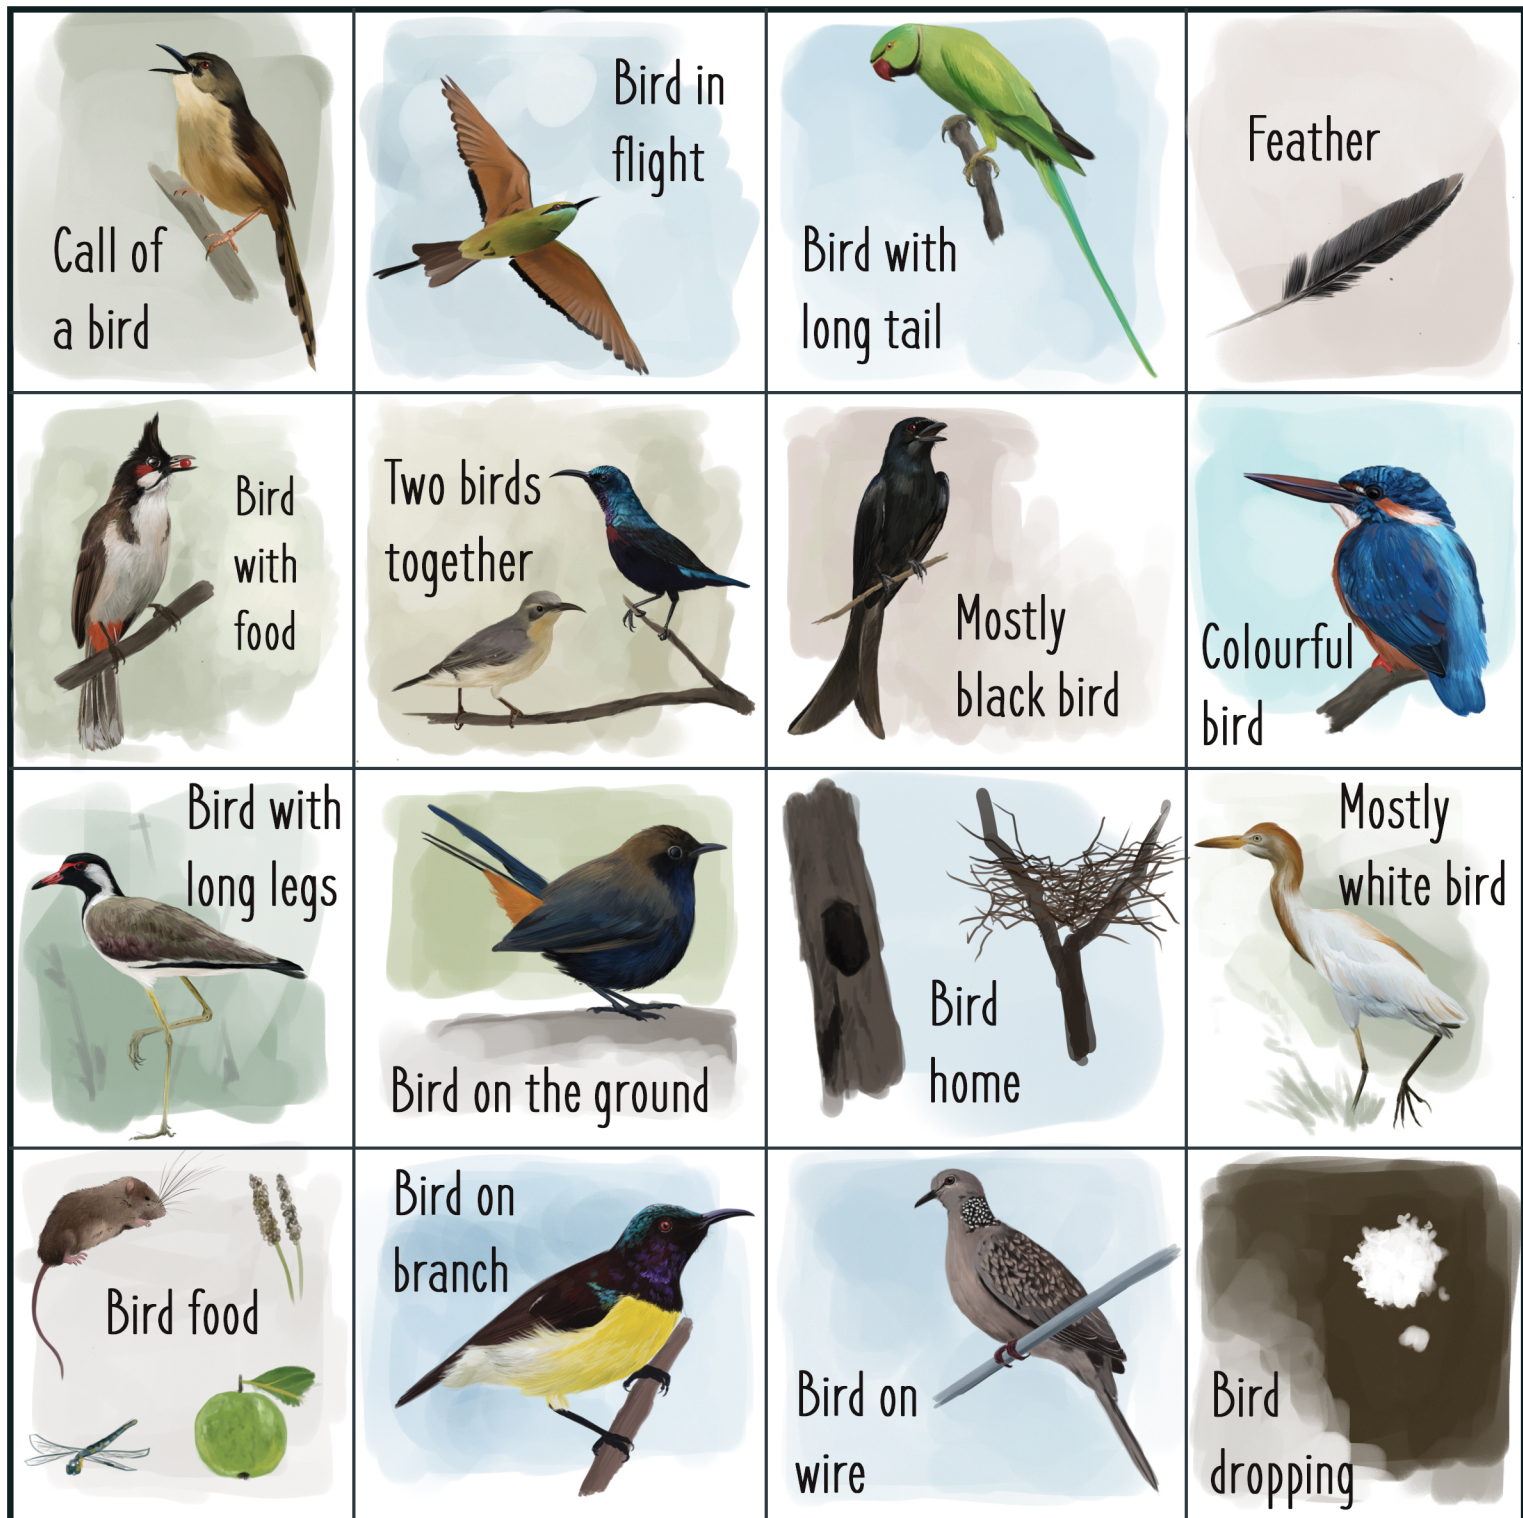 Call of
a bird
Bird in
flight
Bird with
long tail
Feather
Bird
with
food
Two birds
together
Mostly
black bird
Colourful
bird
Bird with
long legs
Bird on the ground
Bird
home
Mostly
white bird
Bird food
Bird on
branch
Bird on
wire
Bird
dropping